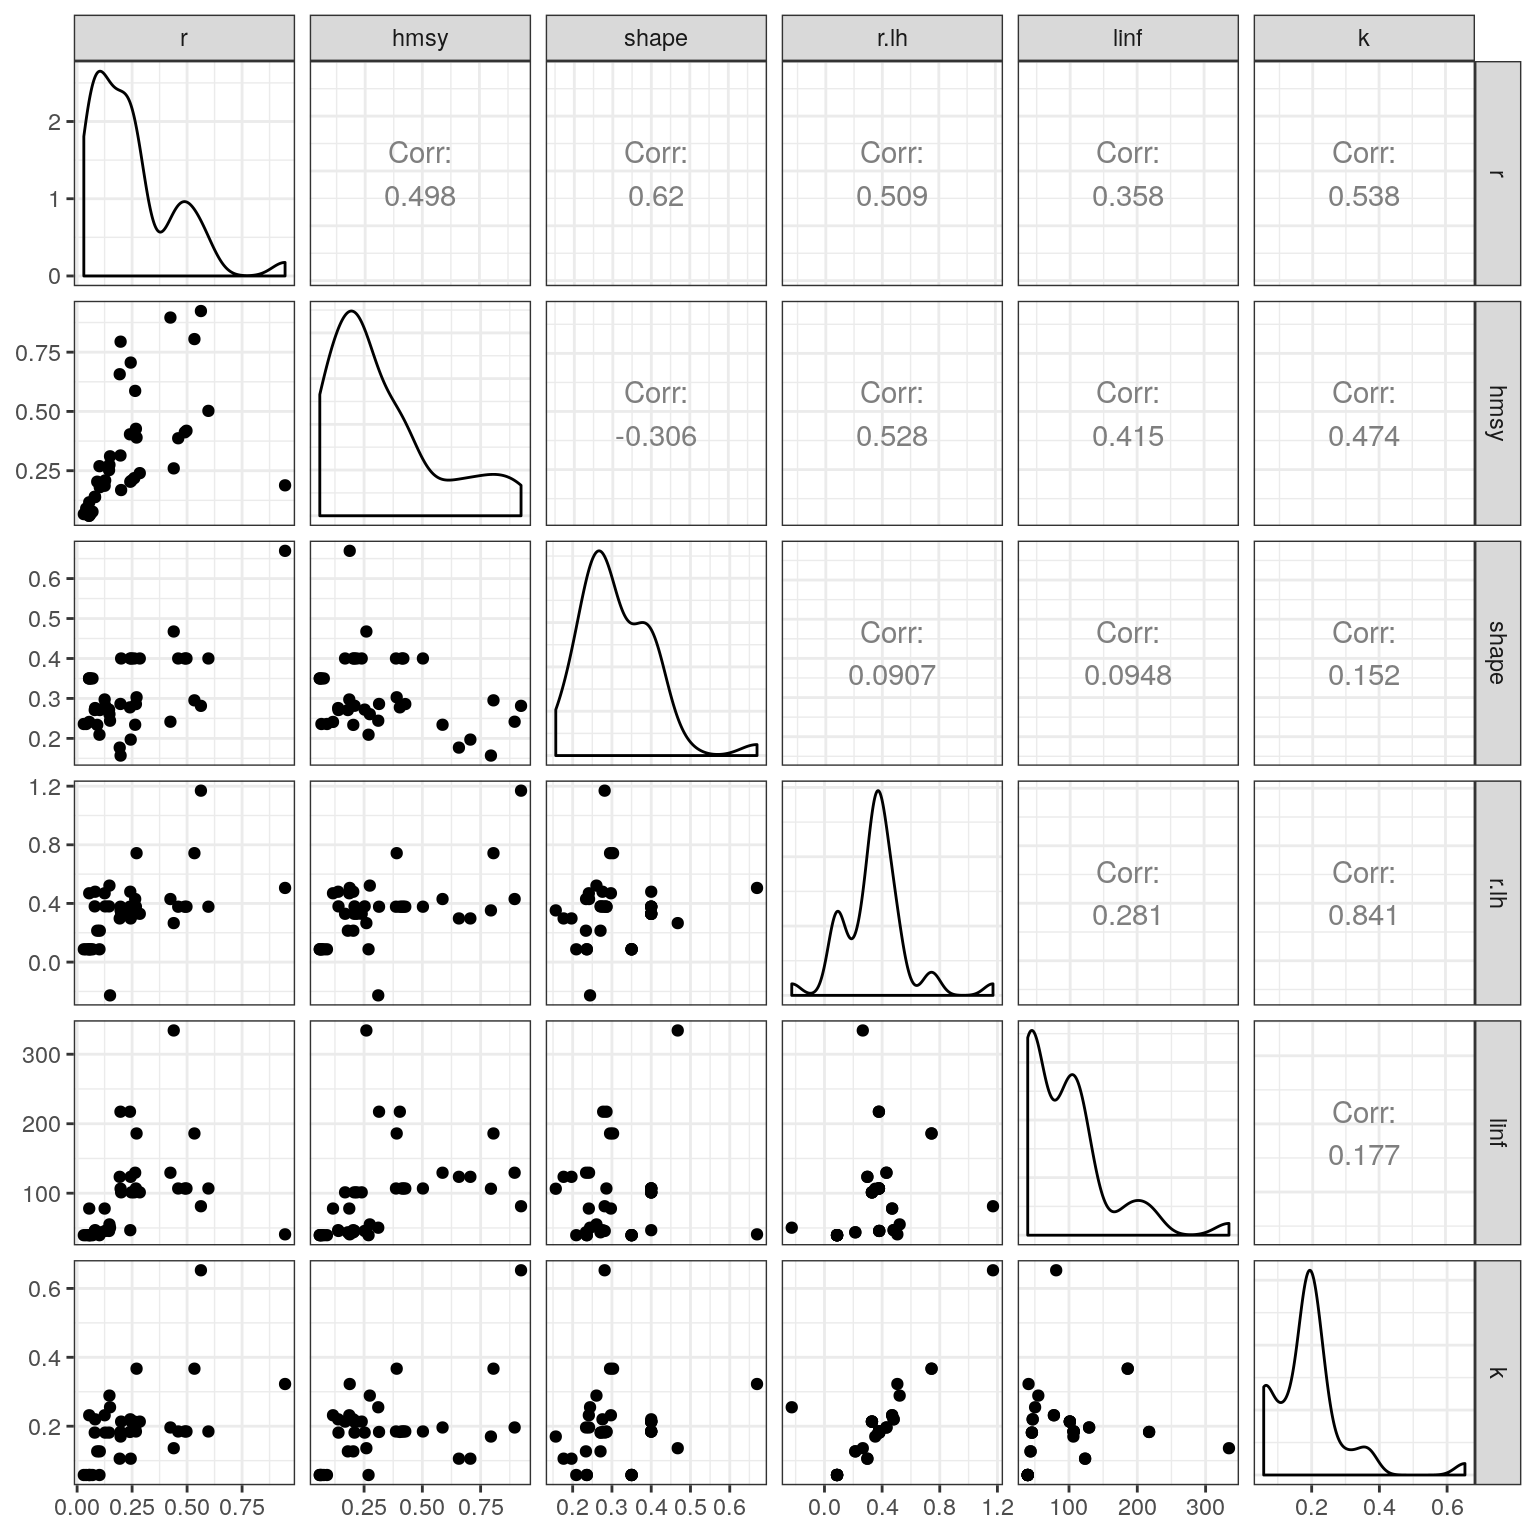 r hmsy shape r.lh linf k
2
1
0
Corr:
0.498
Corr:
0.62
Corr:
0.509
Corr:
0.358
Corr:
0.538
r
0.75
0.50
0.25
Corr:
-0.306
Corr:
0.528
Corr:
0.415
Corr:
0.474
hmsy
0.6
0.5
0.4
0.3
0.2
Corr:
0.0907
Corr:
0.0948
Corr:
0.152
shape
1.2
0.8
0.4
0.0
Corr:
0.281
Corr:
0.841
r.lh
300
200
100
Corr:
0.177
linf
0.6
0.4
0.2
k
0.00 0.25 0.50 0.75
0.25 0.50 0.75
0.2 0.3 0.4 0.5 0.6
0.0 0.4 0.8 1.2
100 200 300
0.2 0.4 0.6